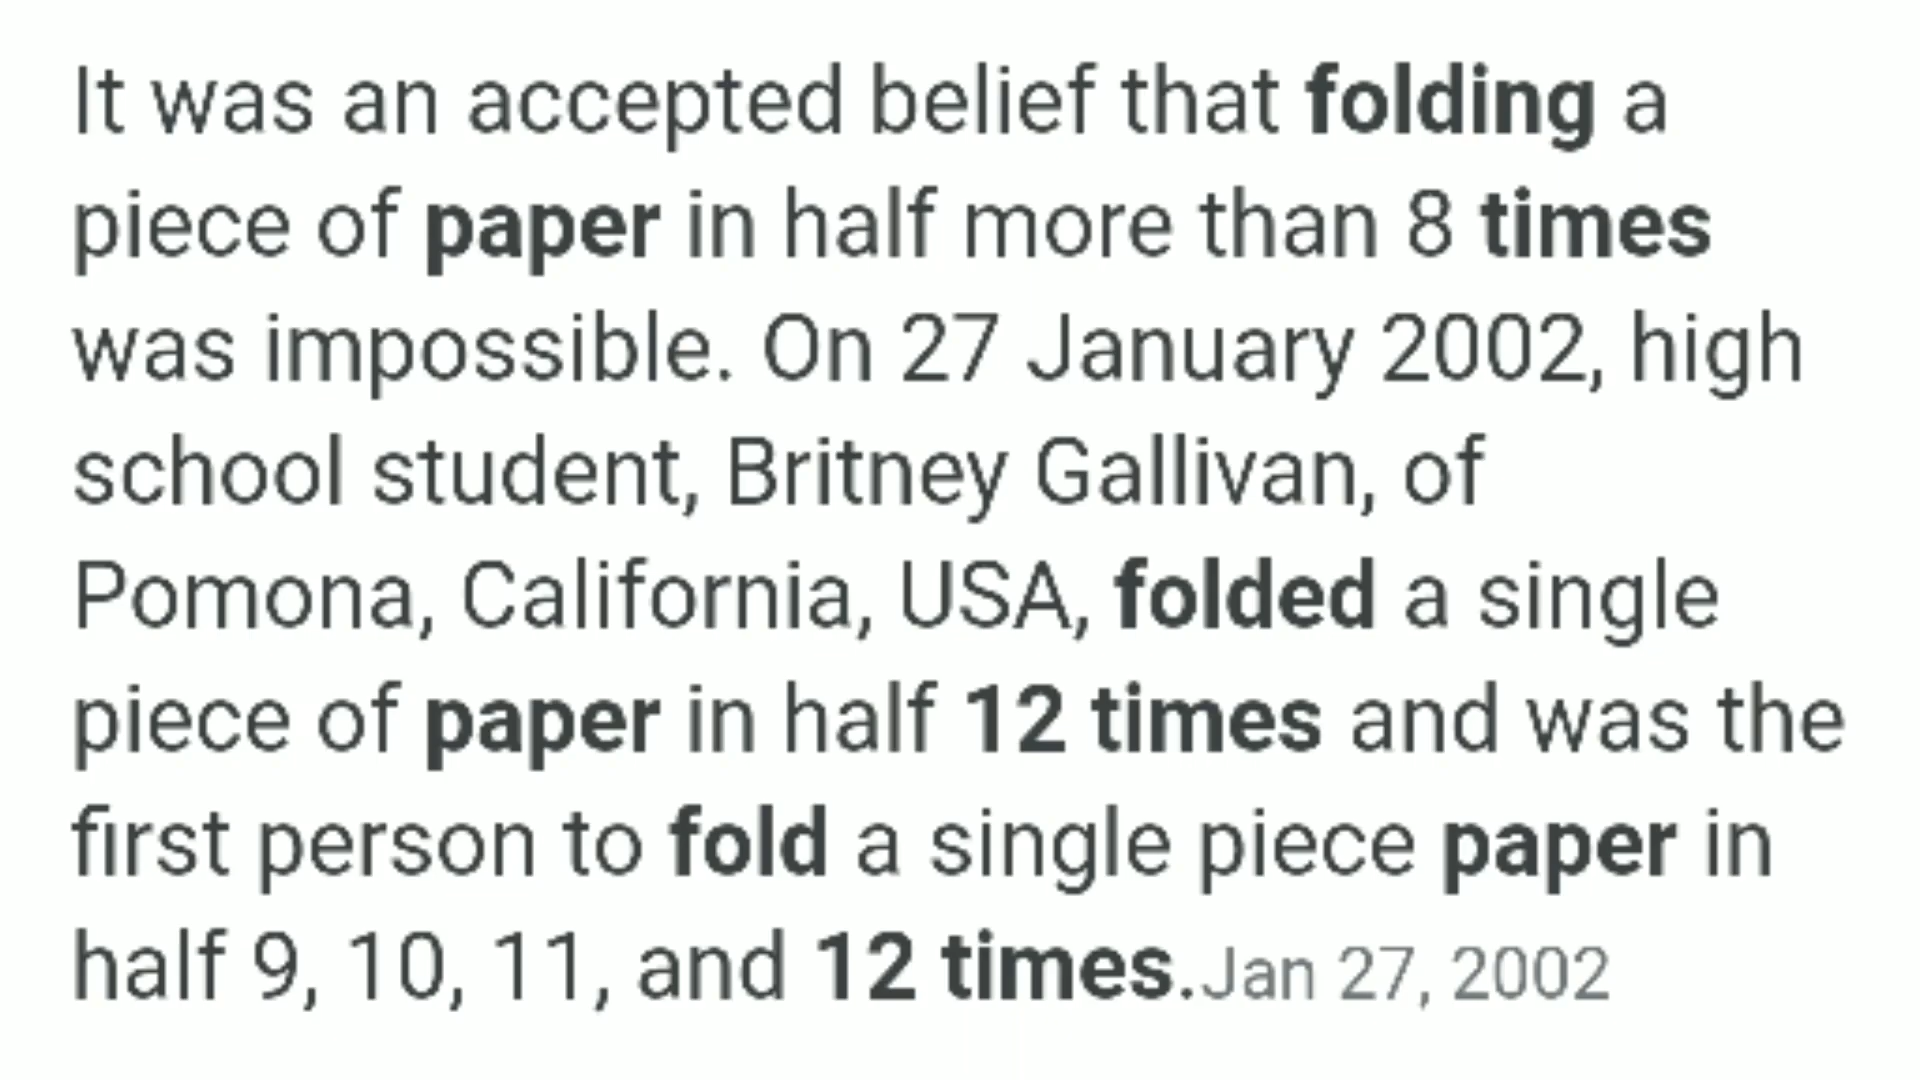 It was an accepted belief that folding a
piece of paper in half more than 8 times
was impossible. On 27 January 2002, high
school student, Britney Gallivan, of
Pomona, California, USA, folded a single
piece of paper in half 12 times and was the
first person to fold a single piece paper in
half 9, 10, 11, and 12 times.Jan 27, 2002